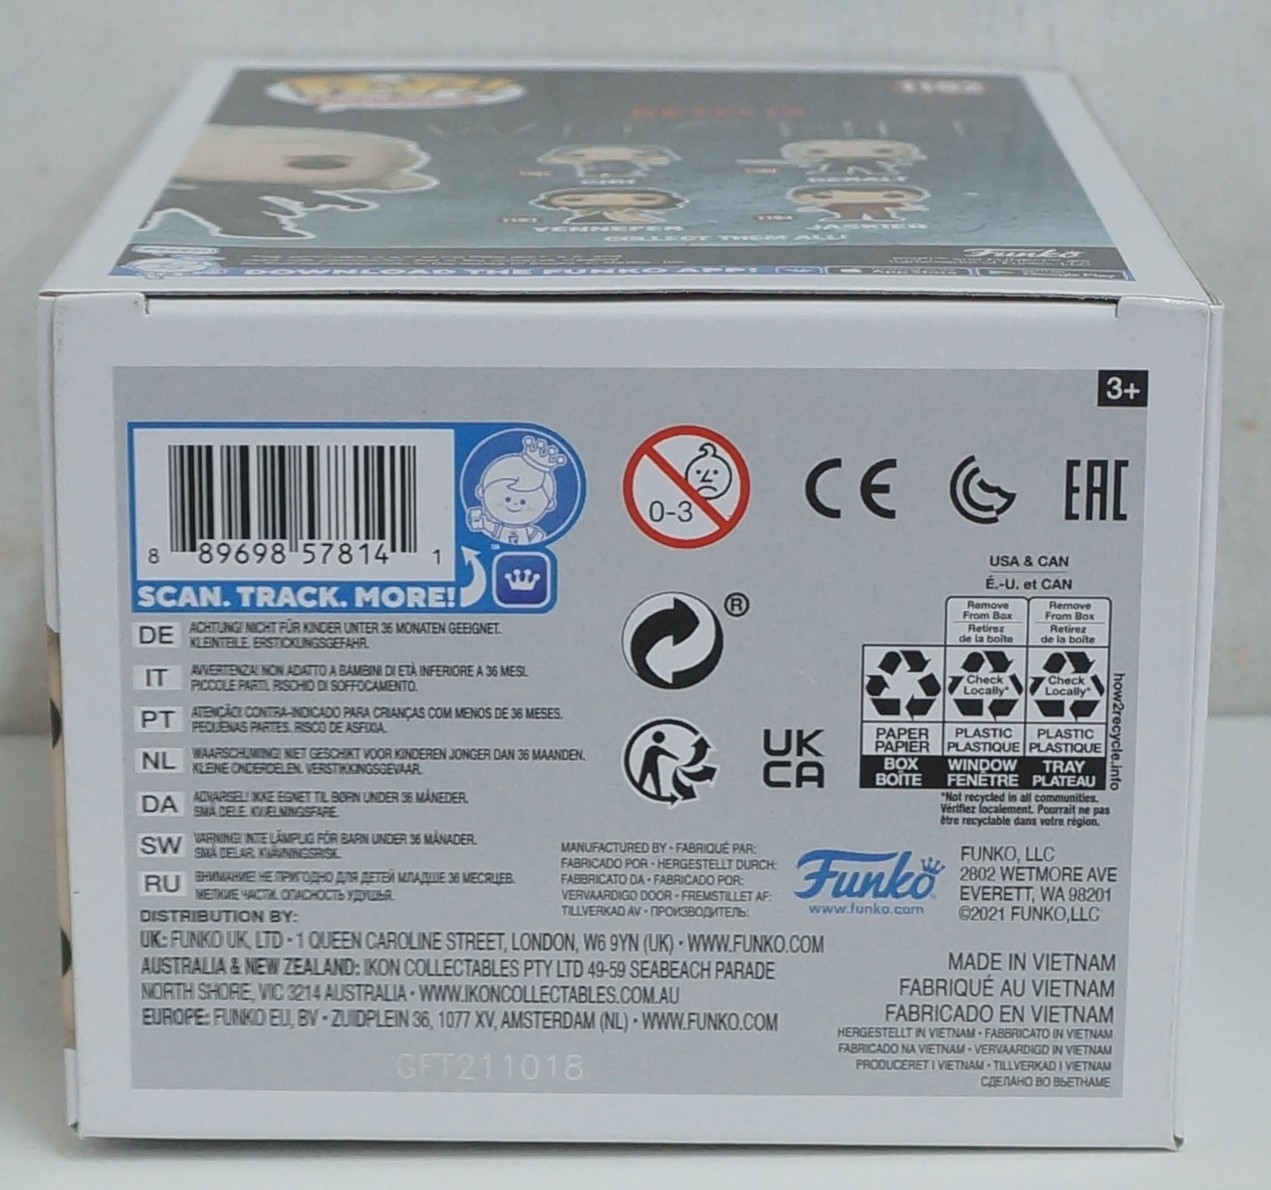 NETFLIX
CIRI
GERALT
YENNEFER
JASKIER
COLLECT THEM ALL!
Funko
DOWNLOAD THE FUNKO APP!
3+
8 89698 57814 1
SCAN. TRACK. MORE!
0-3
CE
EAC
®
UK
CA
USA & CAN
É.-U. et CAN
Remove From Box
Retirez de la boîte
Remove From Box
Retirez de la boîte
Check Locally*
Check Locally*
PAPER PAPIER
PLASTIC PLASTIQUE
PLASTIC PLASTIQUE
BOX BOÎTE
WINDOW FENÊTRE
TRAY PLATEAU
how2recycle.info
*Not recycled in all communities.
Vérifiez localement. Pourrait ne pas
être recyclable dans votre région.
DE ACHTUNG! NICHT FÜR KINDER UNTER 36 MONATEN GEEIGNET.
KLEINTEILE. ERSTICKUNGSGEFAHR.
IT AVVERTENZA! NON ADATTO A BAMBINI DI ETÀ INFERIORE A 36 MESI.
PICCOLE PARTI, RISCHIO DI SOFFOCAMENTO.
PT ATENÇÃO! CONTRA-INDICADO PARA CRIANÇAS COM MENOS DE 36 MESES.
PEQUENAS PARTES. RISCO DE ASFIXIA.
NL WAARSCHUWING! NIET GESCHIKT VOOR KINDEREN JONGER DAN 36 MAANDEN.
KLEINE ONDERDELEN. VERSTIKKINGSGEVAAR.
DA ADVARSEL! IKKE EGNET TIL BØRN UNDER 36 MÅNEDER.
SMÅ DELE. KVÆLNINGSFARE.
SW VARNING! INTE LÄMPLIG FÖR BARN UNDER 36 MÅNADER.
SMÅ DELAR. KVÄVNINGSRISK.
RU ВНИМАНИЕ! НЕ ПРИГОДНО ДЛЯ ДЕТЕЙ МЛАДШЕ 36 МЕСЯЦЕВ.
МЕЛКИЕ ЧАСТИ. ОПАСНОСТЬ УДУШЬЯ.
MANUFACTURED BY • FABRIQUÉ PAR:
FABRICADO POR • HERGESTELLT DURCH:
FABBRICATO DA • FABRICADO POR:
VERVAARDIGD DOOR • FREMSTILLET AF:
TILLVERKAD AV • ПРОИЗВОДИТЕЛЬ:
Funko
www.funko.com
FUNKO, LLC
2802 WETMORE AVE
EVERETT, WA 98201
©2021 FUNKO,LLC
DISTRIBUTION BY:
UK: FUNKO UK, LTD • 1 QUEEN CAROLINE STREET, LONDON, W6 9YN (UK) • WWW.FUNKO.COM
AUSTRALIA & NEW ZEALAND: IKON COLLECTABLES PTY LTD 49-59 SEABEACH PARADE
NORTH SHORE, VIC 3214 AUSTRALIA • WWW.IKONCOLLECTABLES.COM.AU
EUROPE: FUNKO EU, BV • ZUIDPLEIN 36, 1077 XV, AMSTERDAM (NL) • WWW.FUNKO.COM
MADE IN VIETNAM
FABRIQUÉ AU VIETNAM
FABRICADO EN VIETNAM
HERGESTELLT IN VIETNAM • FABBRICATO IN VIETNAM
FABRICADO NA VIETNAM • VERVAARDIGD IN VIETNAM
PRODUCERET I VIETNAM • TILLVERKAD I VIETNAM
СДЕЛАНО ВО ВЬЕТНАМЕ
GFT211018